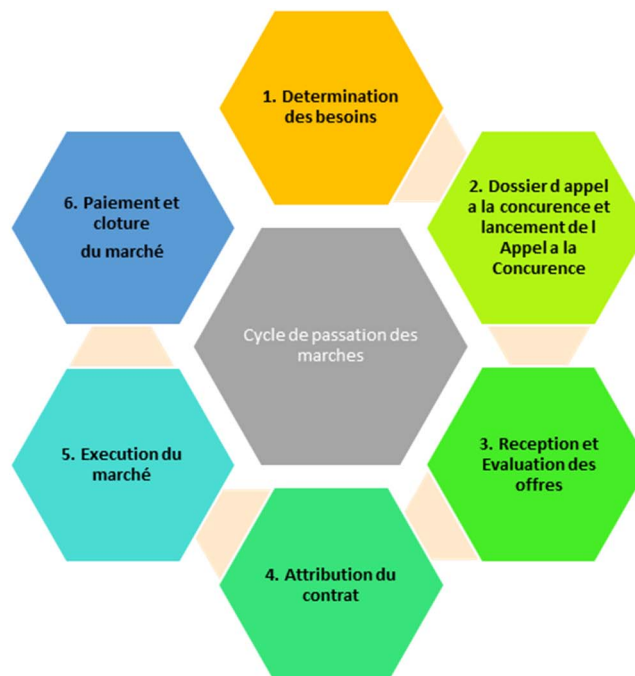 1. Determination
des besoins
2. Dossier d appel
a la concurence et
lancement de l
Appel a la
Concurence
3. Reception et
Evaluation des
offres
4. Attribution du
contrat
5. Execution du
marché
6. Paiement et
cloture
du marché
Cycle de passation des
marches